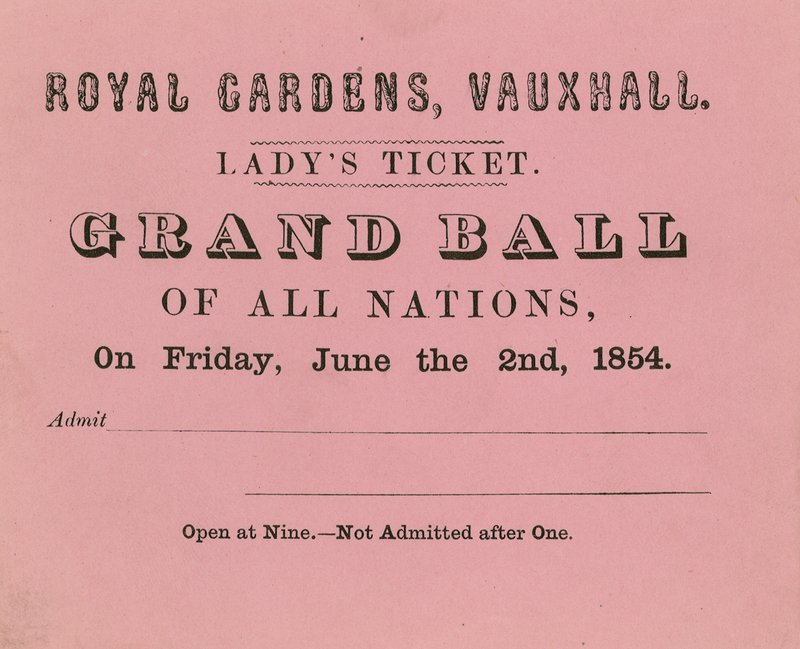 ROYAL GARDENS, VAUXHALL.
LADY'S TICKET.
GRAND BALL
OF ALL NATIONS,
On Friday, June the 2nd, 1854.
Admit
Open at Nine.—Not Admitted after One.